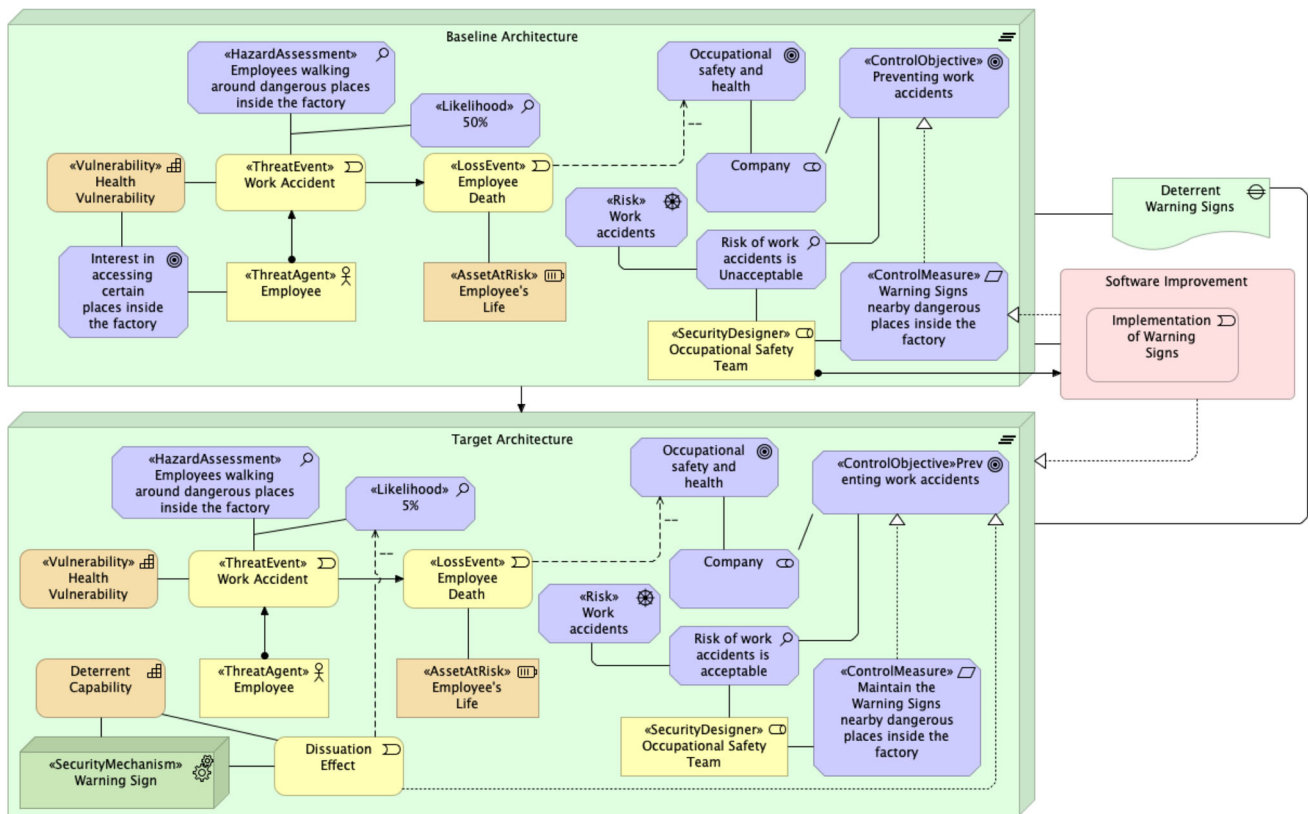 Baseline Architecture
«HazardAssessment»
Employees walking
around dangerous places
inside the factory
«Likelihood»
50%
Occupational
safety and
health
«ControlObjective»
Preventing work
accidents
«Vulnerability»
Health
Vulnerability
«ThreatEvent»
Work Accident
«LossEvent»
Employee
Death
Company
«Risk»
Work
accidents
Interest in
accessing
certain
places inside
the factory
«ThreatAgent»
Employee
«AssetAtRisk»
Employee's
Life
Risk of work
accidents is
Unacceptable
«ControlMeasure»
Warning Signs
nearby dangerous
places inside the
factory
«SecurityDesigner»
Occupational Safety
Team
Deterrent
Warning Signs
Software Improvement
Implementation
of Warning
Signs
Target Architecture
«HazardAssessment»
Employees walking
around dangerous places
inside the factory
«Likelihood»
5%
Occupational
safety and
health
«ControlObjective»Prev
enting work accidents
«Vulnerability»
Health
Vulnerability
«ThreatEvent»
Work Accident
«LossEvent»
Employee
Death
Company
«Risk»
Work
accidents
Deterrent
Capability
«ThreatAgent»
Employee
«AssetAtRisk»
Employee's
Life
Risk of work
accidents is
acceptable
«ControlMeasure»
Maintain the
Warning Signs
nearby dangerous
places inside the
factory
«SecurityDesigner»
Occupational Safety
Team
«SecurityMechanism»
Warning Sign
Dissuation
Effect